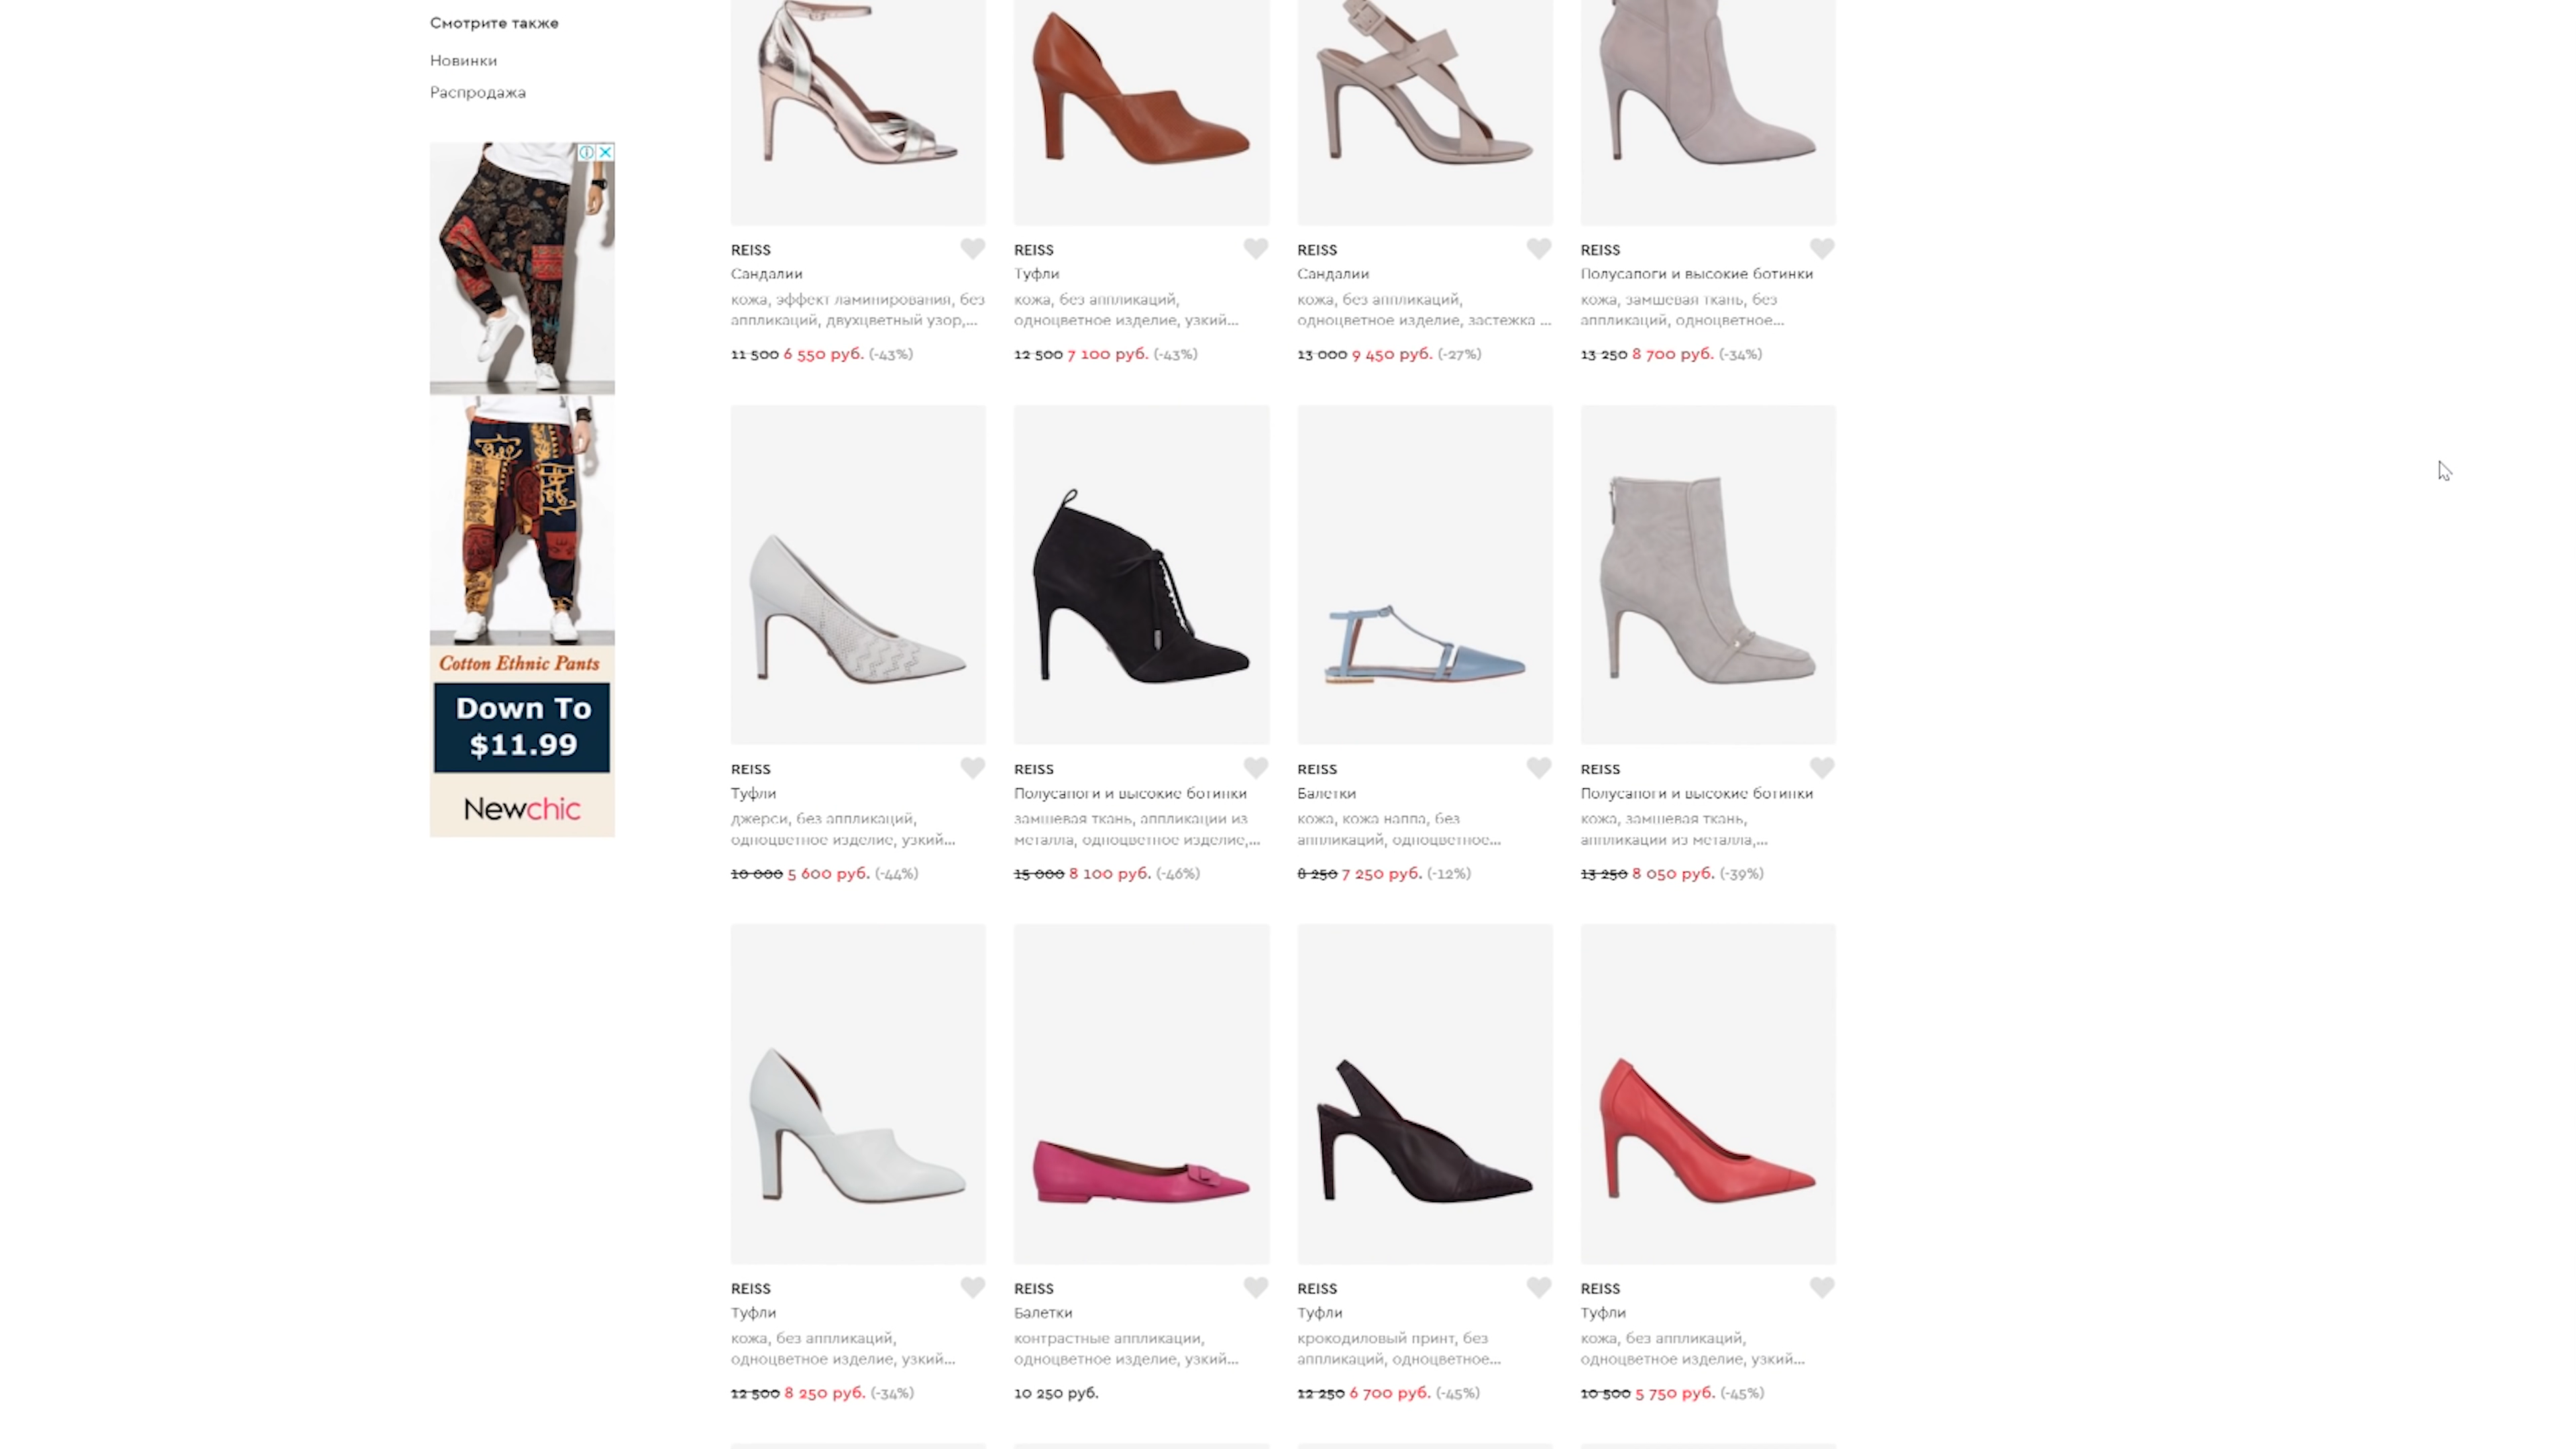 Смотрите также
Новинки
Распродажа
Cotton Ethnic Pants
Down To
$11.99
Newchic
REISS
Сандалии
кожа, эффект ламинирования, без
аппликаций, двухцветный узор,...
11 500 6 550 руб. (-43%)
REISS
Туфли
кожа, без аппликаций,
одноцветное изделие, узкий...
12 500 7 100 руб. (-43%)
REISS
Сандалии
кожа, без аппликаций,
одноцветное изделие, застежка ...
13 000 9 450 руб. (-27%)
REISS
Полусапоги и высокие ботинки
кожа, замшевая ткань, без
аппликаций, одноцветное...
13 250 8 700 руб. (-34%)
REISS
Туфли
джерси, без аппликаций,
одноцветное изделие, узкий...
10 000 5 600 руб. (-44%)
REISS
Полусапоги и высокие ботинки
замшевая ткань, аппликации из
металла, одноцветное изделие,...
15 000 8 100 руб. (-46%)
REISS
Балетки
кожа, кожа наппа, без
аппликаций, одноцветное...
8 250 7 250 руб. (-12%)
REISS
Полусапоги и высокие ботинки
кожа, замшевая ткань,
аппликации из металла,...
13 250 8 050 руб. (-39%)
REISS
Туфли
кожа, без аппликаций,
одноцветное изделие, узкий...
12 500 8 250 руб. (-34%)
REISS
Балетки
контрастные аппликации,
одноцветное изделие, узкий...
10 250 руб.
REISS
Туфли
крокодиловый принт, без
аппликаций, одноцветное...
12 250 6 700 руб. (-45%)
REISS
Туфли
кожа, без аппликаций,
одноцветное изделие, узкий...
10 500 5 750 руб. (-45%)